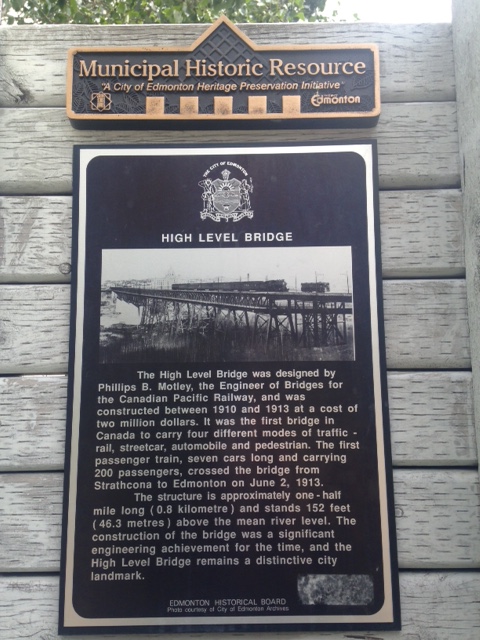 Municipal Historic Resource
"A City of Edmonton Heritage Preservation Initiative"
Edmonton
THE CITY OF EDMONTON
HIGH LEVEL BRIDGE
The High Level Bridge was designed by
Phillips B. Motley, the Engineer of Bridges for
the Canadian Pacific Railway, and was
constructed between 1910 and 1913 at a cost of
two million dollars. It was the first bridge in
Canada to carry four different modes of traffic -
rail, streetcar, automobile and pedestrian. The first
passenger train, seven cars long and carrying
200 passengers, crossed the bridge from
Strathcona to Edmonton on June 2, 1913.
The structure is approximately one-half
mile long (0.8 kilometre) and stands 152 feet
(46.3 metres) above the mean river level. The
construction of the bridge was a significant
engineering achievement for the time, and the
High Level Bridge remains a distinctive city
landmark.
EDMONTON HISTORICAL BOARD
Photo courtesy of City of Edmonton Archives